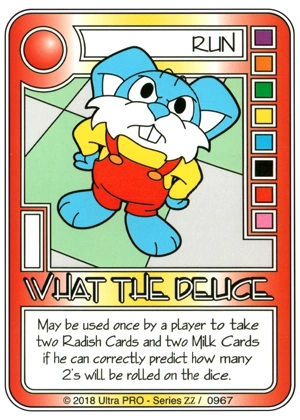 RUN
WHAT THE DEUCE
May be used once by a player to take
two Radish Cards and two Milk Cards
if he can correctly predict how many
2's will be rolled on the dice.
© 2018 Ultra PRO - Series ZZ / 0967